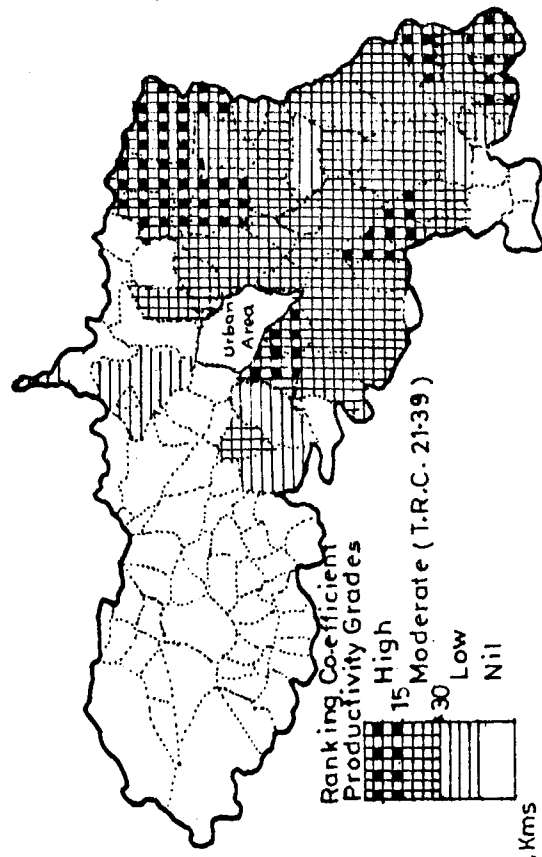 Urban
Area
Ranking Co-efficient
Productivity Grades
High
15
Moderate ( T.R.C. 21·39 )
30
Low
Nil
Kms